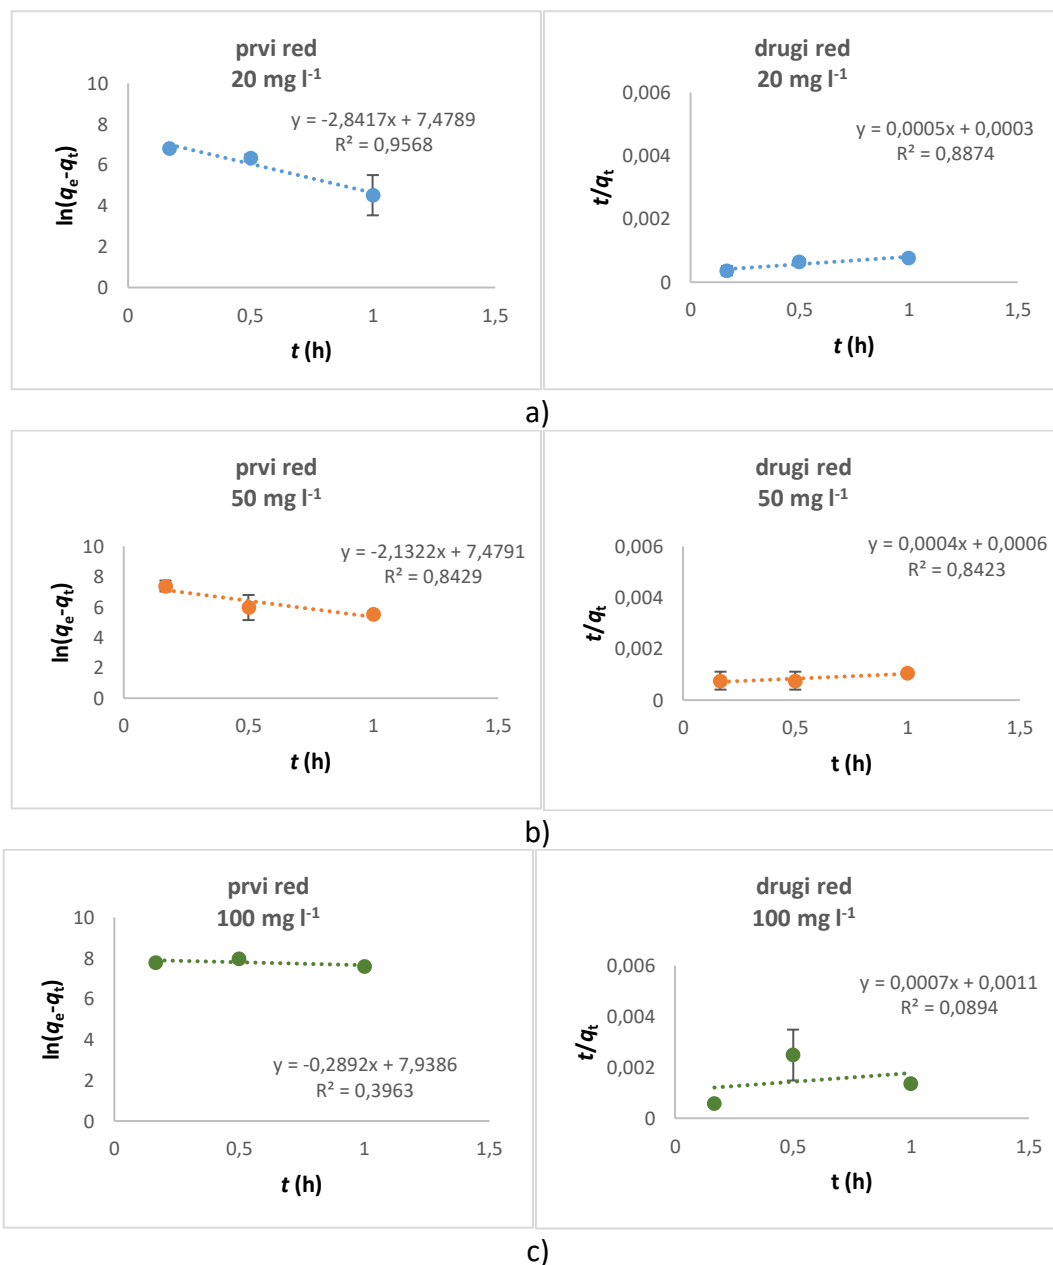 prvi red
20 mg l⁻¹
y = -2,8417x + 7,4789
R² = 0,9568
ln(qₑ-qₜ)
10
8
6
4
2
0
0 0,5 1 1,5
t (h)
drugi red
20 mg l⁻¹
y = 0,0005x + 0,0003
R² = 0,8874
t/qₜ
0,006
0,004
0,002
0
0 0,5 1 1,5
t (h)
a)
prvi red
50 mg l⁻¹
y = -2,1322x + 7,4791
R² = 0,8429
ln(qₑ-qₜ)
10
8
6
4
2
0
0 0,5 1 1,5
t (h)
drugi red
50 mg l⁻¹
y = 0,0004x + 0,0006
R² = 0,8423
t/qₜ
0,006
0,004
0,002
0
0 0,5 1 1,5
t (h)
b)
prvi red
100 mg l⁻¹
ln(qₑ-qₜ)
10
8
6
4
2
0
y = -0,2892x + 7,9386
R² = 0,3963
0 0,5 1 1,5
t (h)
drugi red
100 mg l⁻¹
y = 0,0007x + 0,0011
R² = 0,0894
t/qₜ
0,006
0,004
0,002
0
0 0,5 1 1,5
t (h)
c)